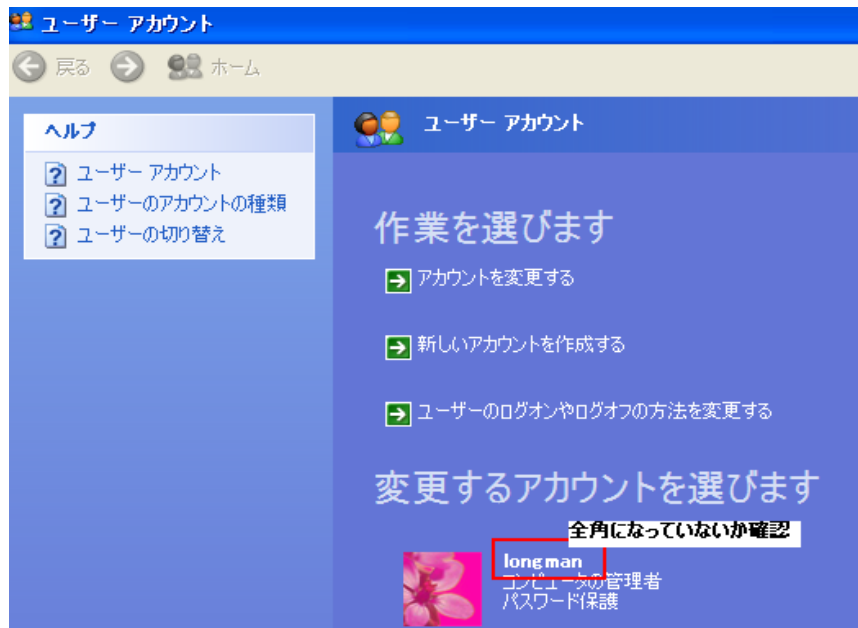 ユーザー アカウント
戻る ホーム
ヘルプ
ユーザー アカウント
ユーザーのアカウントの種類
ユーザーの切り替え
ユーザー アカウント
作業を選びます
アカウントを変更する
新しいアカウントを作成する
ユーザーのログオンやログオフの方法を変更する
変更するアカウントを選びます
全角になっていないか確認
longman
コンピュータの管理者
パスワード保護